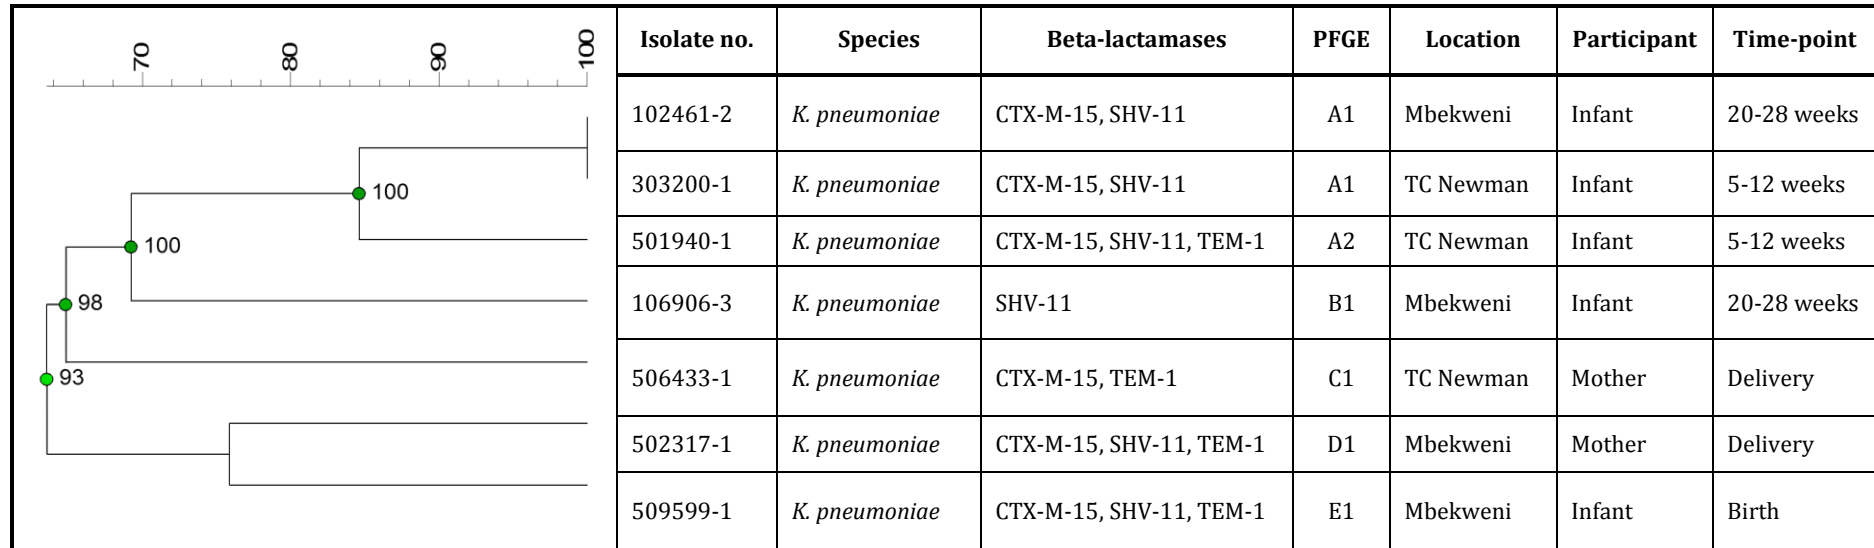 70 80 90 100
Isolate no. Species Beta-lactamases PFGE Location Participant Time-point
102461-2 K. pneumoniae CTX-M-15, SHV-11 A1 Mbekweni Infant 20-28 weeks
303200-1 K. pneumoniae CTX-M-15, SHV-11 A1 TC Newman Infant 5-12 weeks
100
501940-1 K. pneumoniae CTX-M-15, SHV-11, TEM-1 A2 TC Newman Infant 5-12 weeks
100
106906-3 K. pneumoniae SHV-11 B1 Mbekweni Infant 20-28 weeks
98
506433-1 K. pneumoniae CTX-M-15, TEM-1 C1 TC Newman Mother Delivery
93
502317-1 K. pneumoniae CTX-M-15, SHV-11, TEM-1 D1 Mbekweni Mother Delivery
509599-1 K. pneumoniae CTX-M-15, SHV-11, TEM-1 E1 Mbekweni Infant Birth